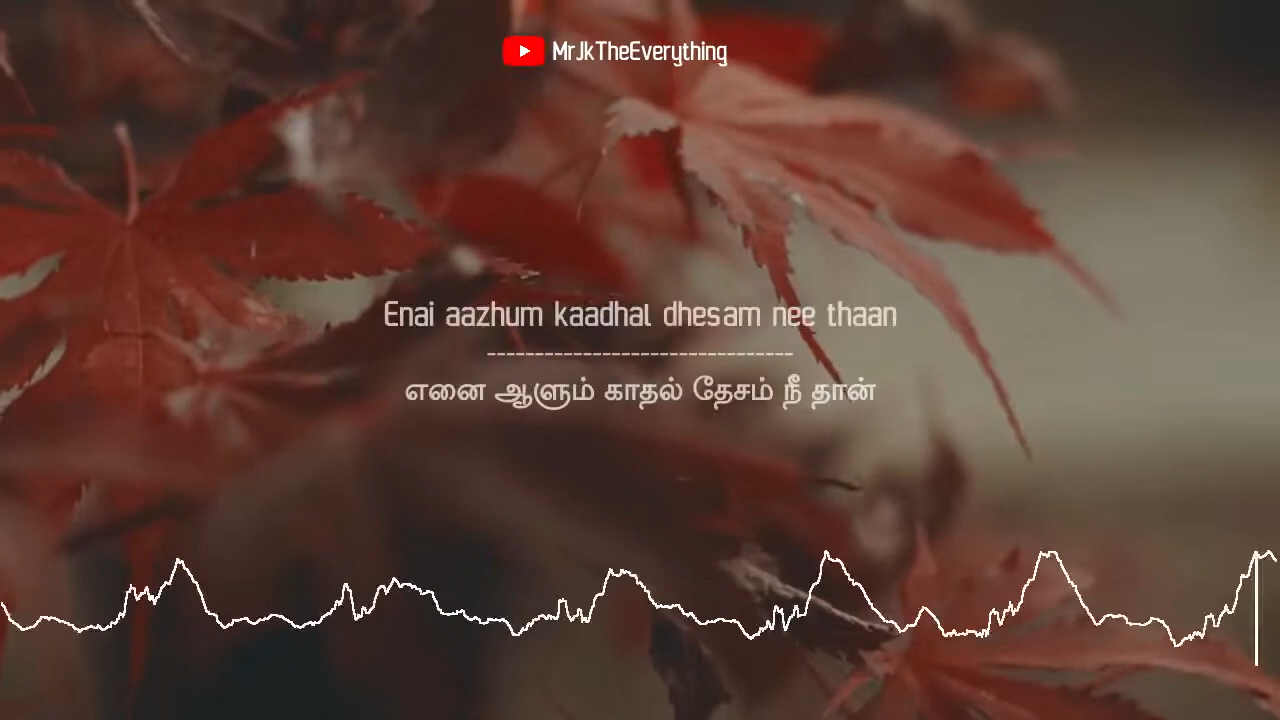 MrJkTheEverything
Enai aazhum kaadhal dhesam nee thaan
--------------------------------
எனை ஆளும் காதல் தேசம் நீ தான்